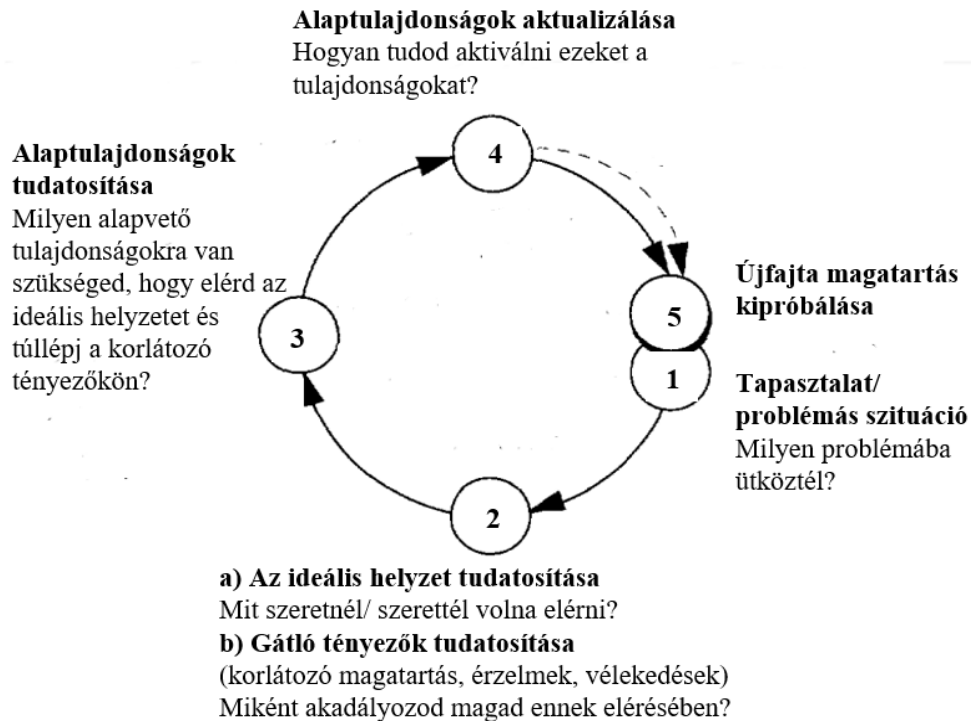 Alaptulajdonságok aktualizálása
Hogyan tudod aktiválni ezeket a
tulajdonságokat?
4
Alaptulajdonságok
tudatosítása
Milyen alapvető
tulajdonságokra van
szükséged, hogy elérd az
ideális helyzetet és
túllépj a korlátozó
tényezőkön?
3
5
Újfajta magatartás
kipróbálása
1
Tapasztalat/
problémás szituáció
Milyen problémába
ütköztél?
2
a) Az ideális helyzet tudatosítása
Mit szeretnél/ szerettél volna elérni?
b) Gátló tényezők tudatosítása
(korlátozó magatartás, érzelmek, vélekedések)
Miként akadályozod magad ennek elérésében?